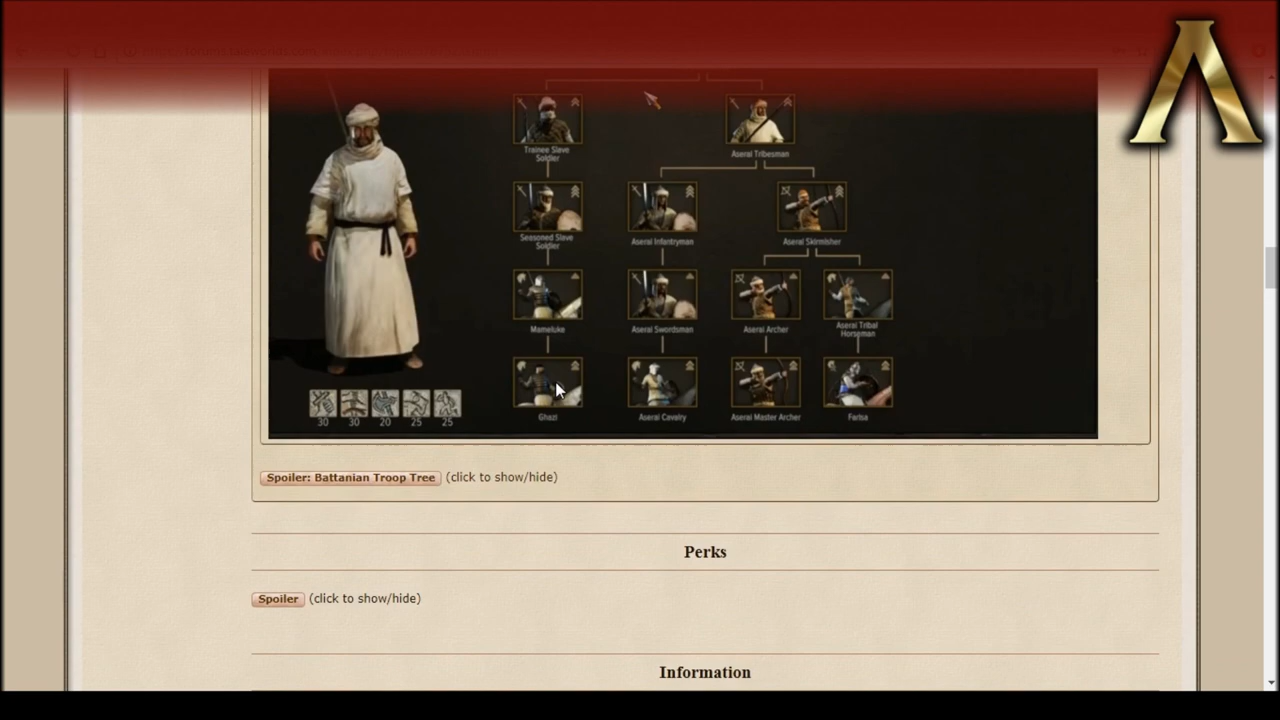 Trainee Slave
Soldier
Aserai Tribesman
Seasoned Slave
Soldier
Aserai Infantryman
Aserai Skirmisher
Mameluke
Aserai Swordsman
Aserai Archer
Aserai Tribal
Horseman
Ghazi
Aserai Cavalry
Aserai Master Archer
Farisa
30 30 20 25 25
Spoiler: Battanian Troop Tree (click to show/hide)
Perks
Spoiler (click to show/hide)
Information